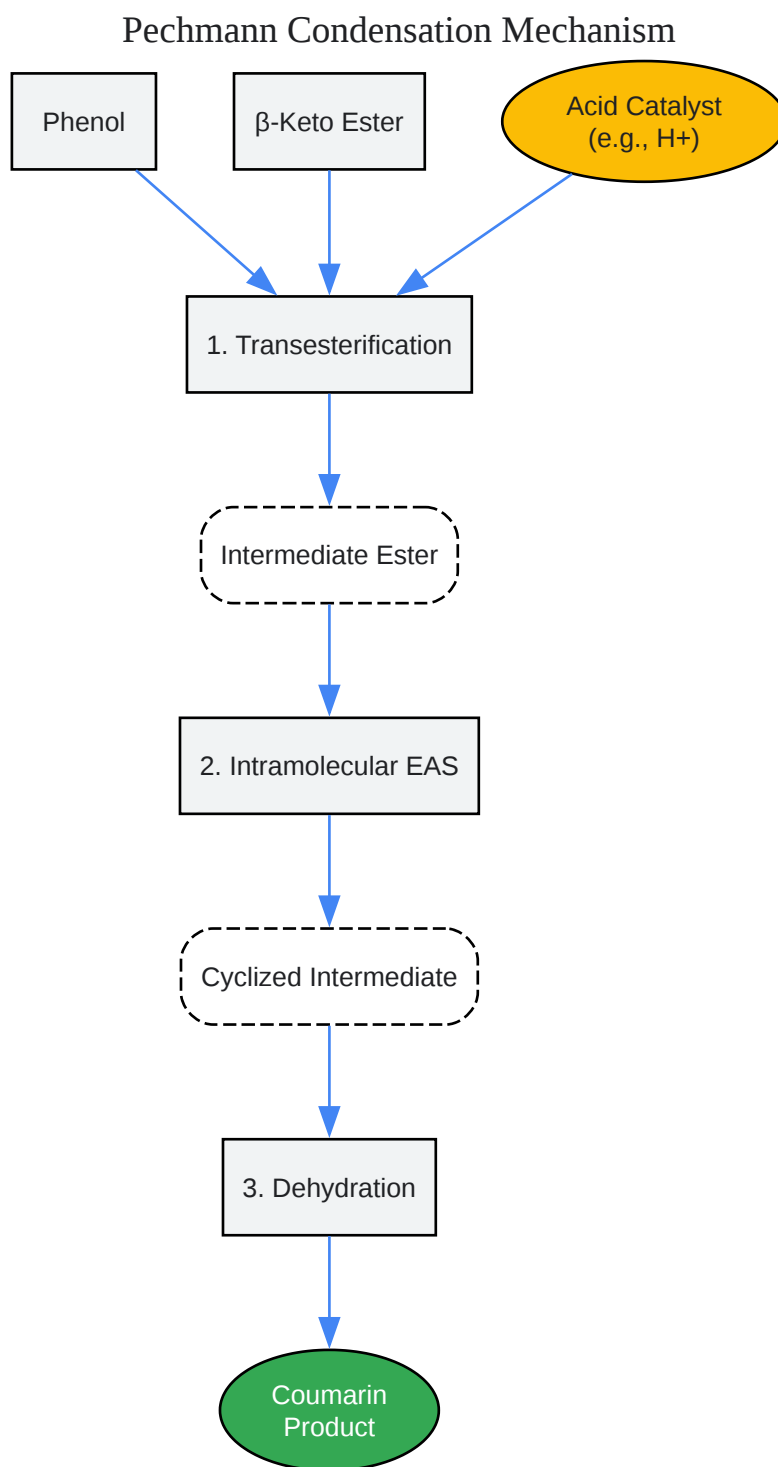 Pechmann Condensation Mechanism
Phenol
β-Keto Ester
Acid Catalyst
(e.g., H+)
1. Transesterification
Intermediate Ester
2. Intramolecular EAS
Cyclized Intermediate
3. Dehydration
Coumarin
Product